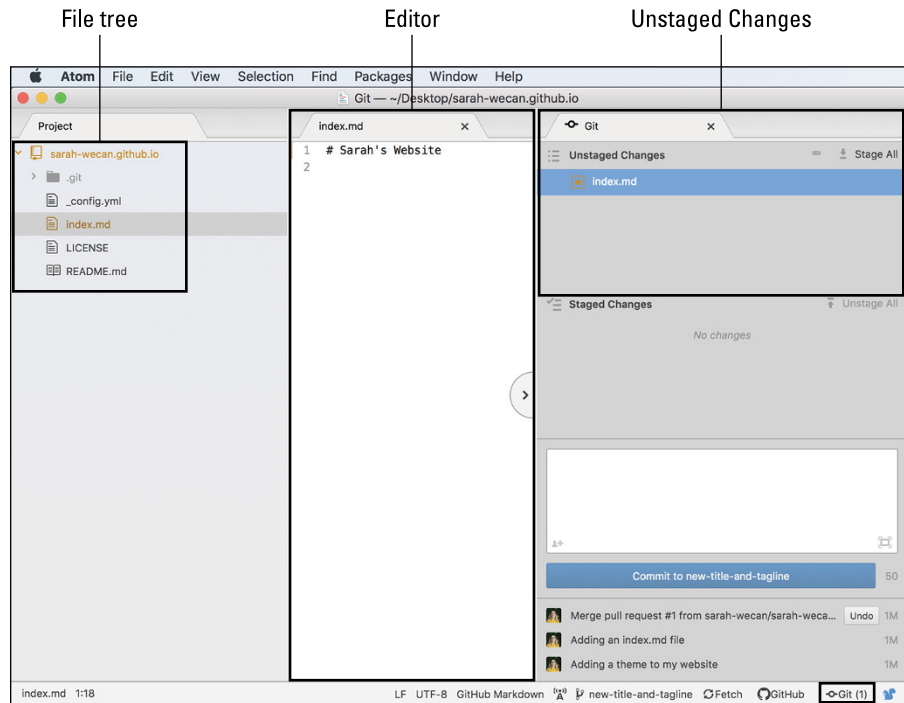 File tree
Editor
Unstaged Changes
Atom File Edit View Selection Find Packages Window Help
Git — ~/Desktop/sarah-wecan.github.io
Project
sarah-wecan.github.io
.git
_config.yml
index.md
LICENSE
README.md
index.md
1 # Sarah's Website
2
Git
Unstaged Changes
Stage All
index.md
Staged Changes
Unstage All
No changes
Commit to new-title-and-tagline
50
Merge pull request #1 from sarah-wecan/sarah-weca... Undo 1M
Adding an index.md file 1M
Adding a theme to my website 1M
index.md 1:18
LF UTF-8 GitHub Markdown new-title-and-tagline Fetch GitHub Git (1)